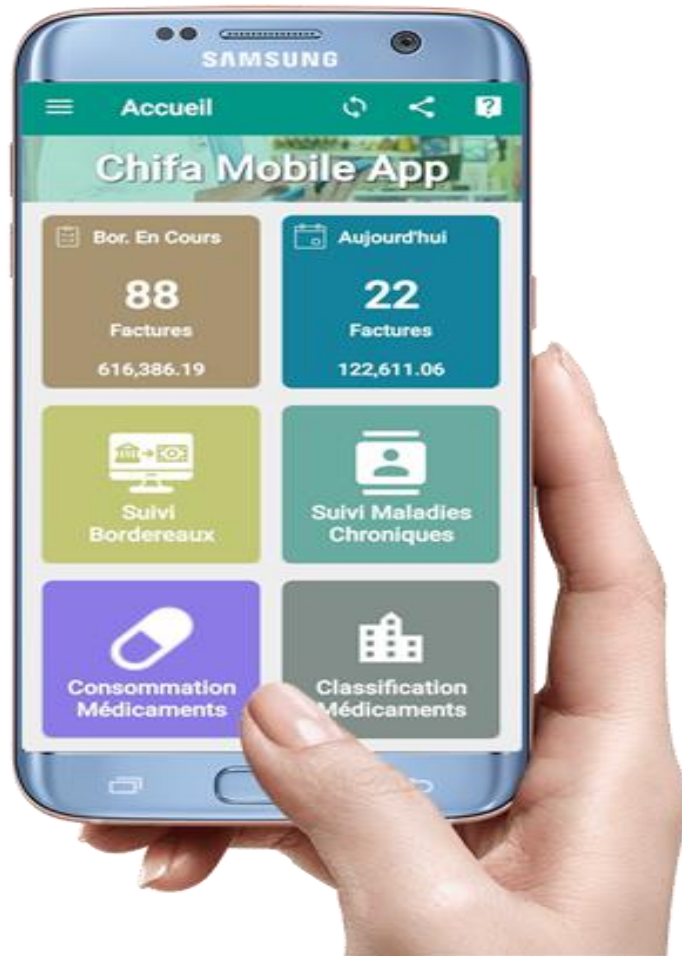 SAMSUNG
Accueil
Chifa Mobile App
Bor. En Cours
88
Factures
616,386.19
Aujourd'hui
22
Factures
122,611.06
Suivi
Bordereaux
Suivi Maladies
Chroniques
Consommation
Médicaments
Classification
Médicaments